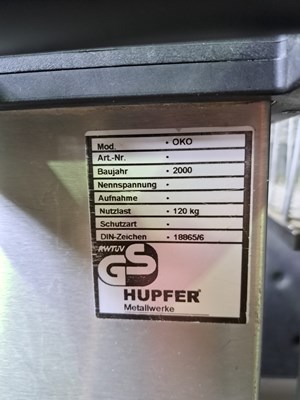 Mod. • OKO
Art.-Nr. •
Baujahr • 2000
Nennspannung •
Aufnahme •
Nutzlast • 120 kg
Schutzart •
DIN-Zeichen • 18865/6
RWTÜV
GS
HUPFER®
Metallwerke